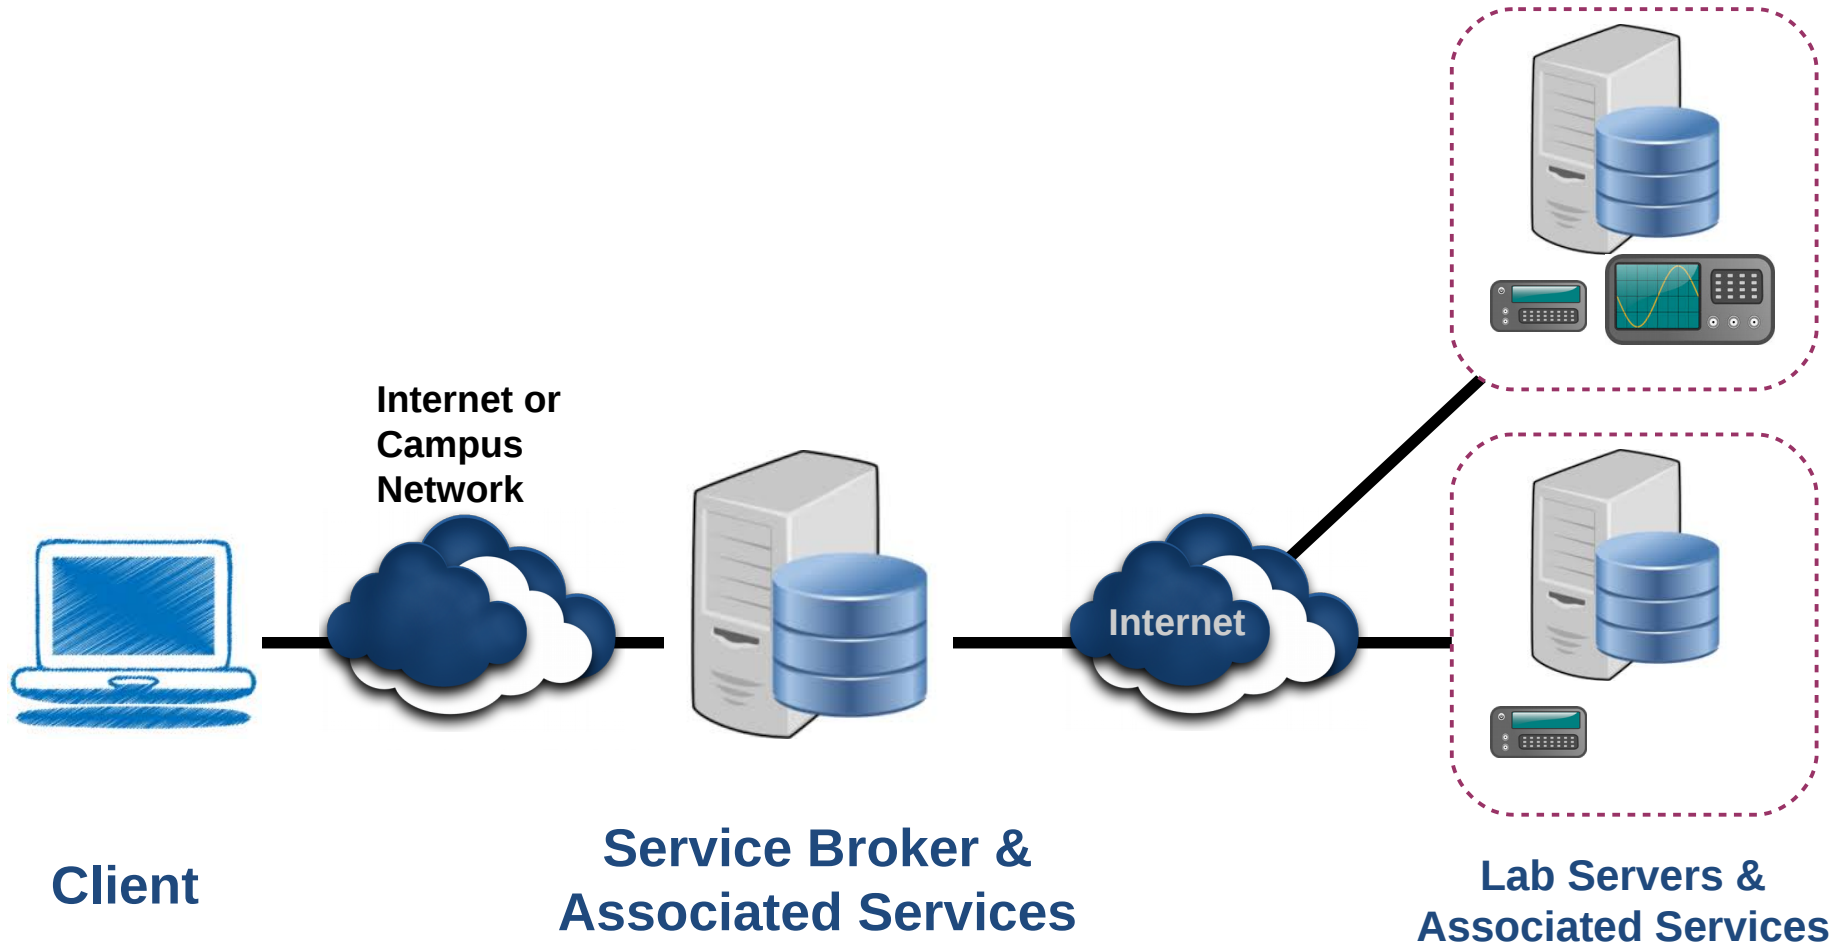 Internet or
Campus
Network
Internet
Client
Service Broker &
Associated Services
Lab Servers &
Associated Services